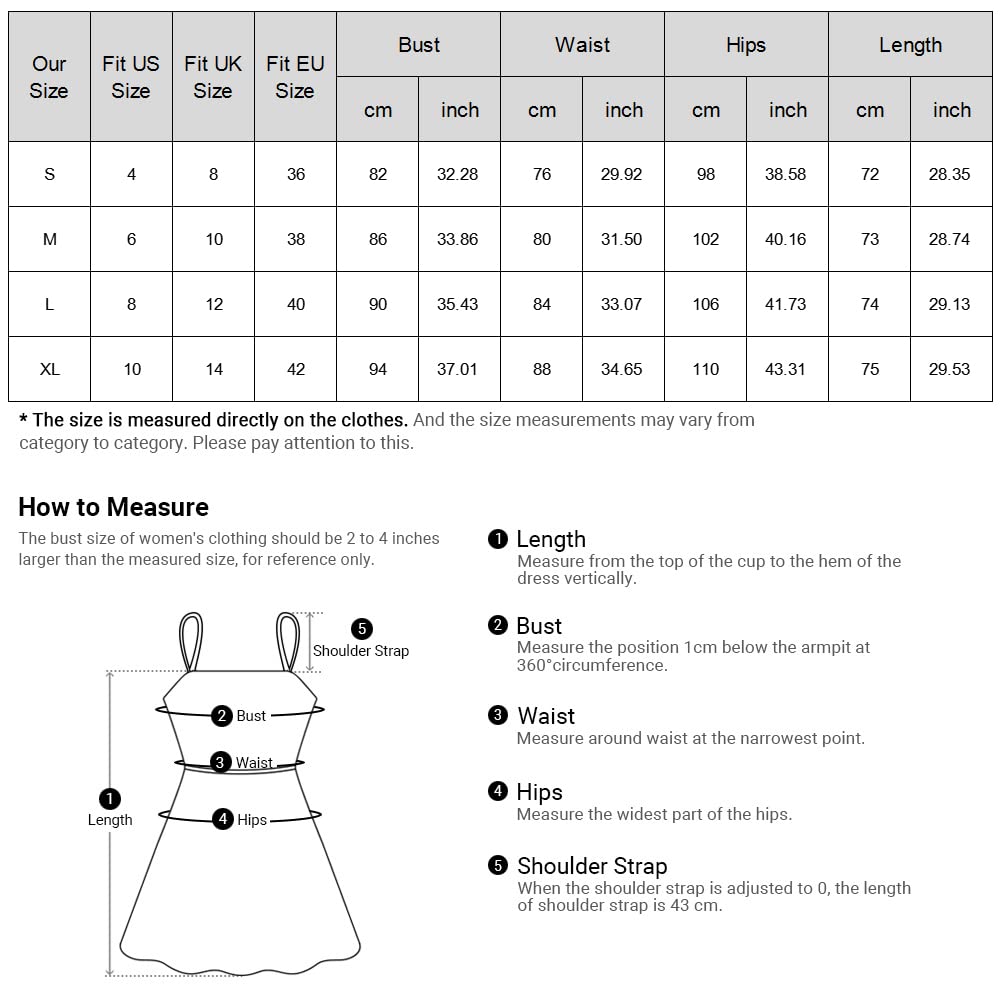 Our Size Fit US Size Fit UK Size Fit EU Size Bust Waist Hips Length
cm inch cm inch cm inch cm inch
S 4 8 36 82 32.28 76 29.92 98 38.58 72 28.35
M 6 10 38 86 33.86 80 31.50 102 40.16 73 28.74
L 8 12 40 90 35.43 84 33.07 106 41.73 74 29.13
XL 10 14 42 94 37.01 88 34.65 110 43.31 75 29.53
* The size is measured directly on the clothes. And the size measurements may vary from
category to category. Please pay attention to this.
How to Measure
The bust size of women's clothing should be 2 to 4 inches
larger than the measured size, for reference only.
5
Shoulder Strap
2 Bust
3 Waist
1
Length
4 Hips
1 Length
Measure from the top of the cup to the hem of the
dress vertically.
2 Bust
Measure the position 1cm below the armpit at
360°circumference.
3 Waist
Measure around waist at the narrowest point.
4 Hips
Measure the widest part of the hips.
5 Shoulder Strap
When the shoulder strap is adjusted to 0, the length
of shoulder strap is 43 cm.